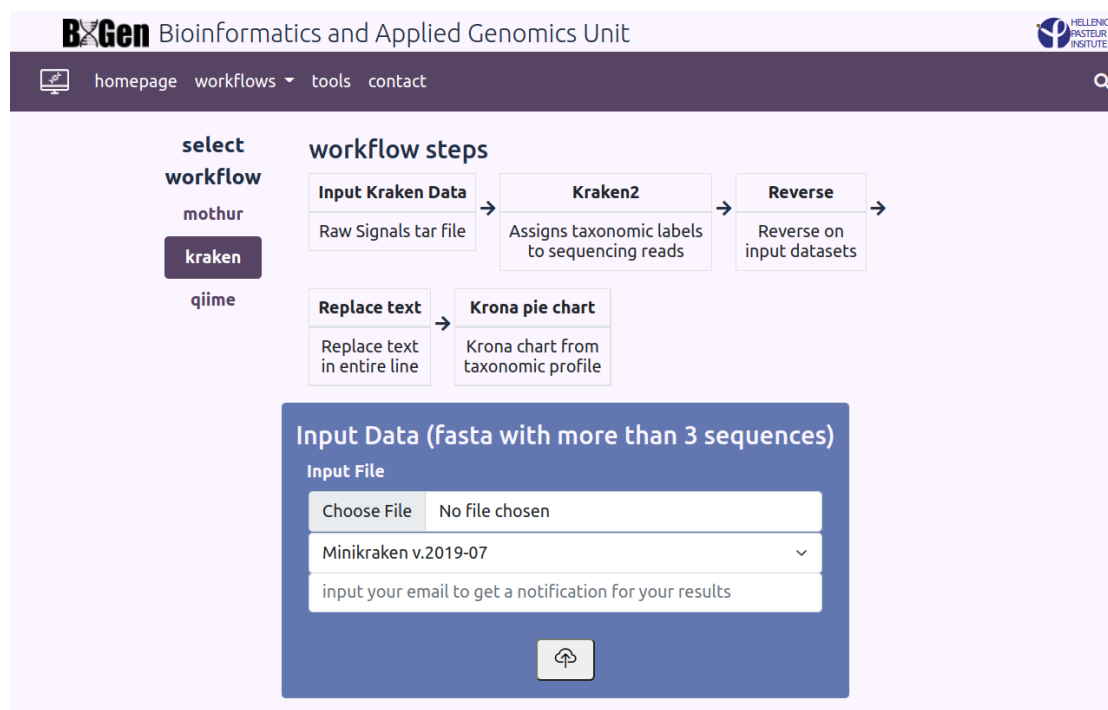 BXGen Bioinformatics and Applied Genomics Unit
HELLENIC
PASTEUR
INSITUTE
homepage workflows tools contact
select
workflow
mothur
kraken
qiime
workflow steps
Input Kraken Data
Raw Signals tar file
Kraken2
Assigns taxonomic labels
to sequencing reads
Reverse
Reverse on
input datasets
Replace text
Replace text
in entire line
Krona pie chart
Krona chart from
taxonomic profile
Input Data (fasta with more than 3 sequences)
Input File
Choose File No file chosen
Minikraken v.2019-07
input your email to get a notification for your results